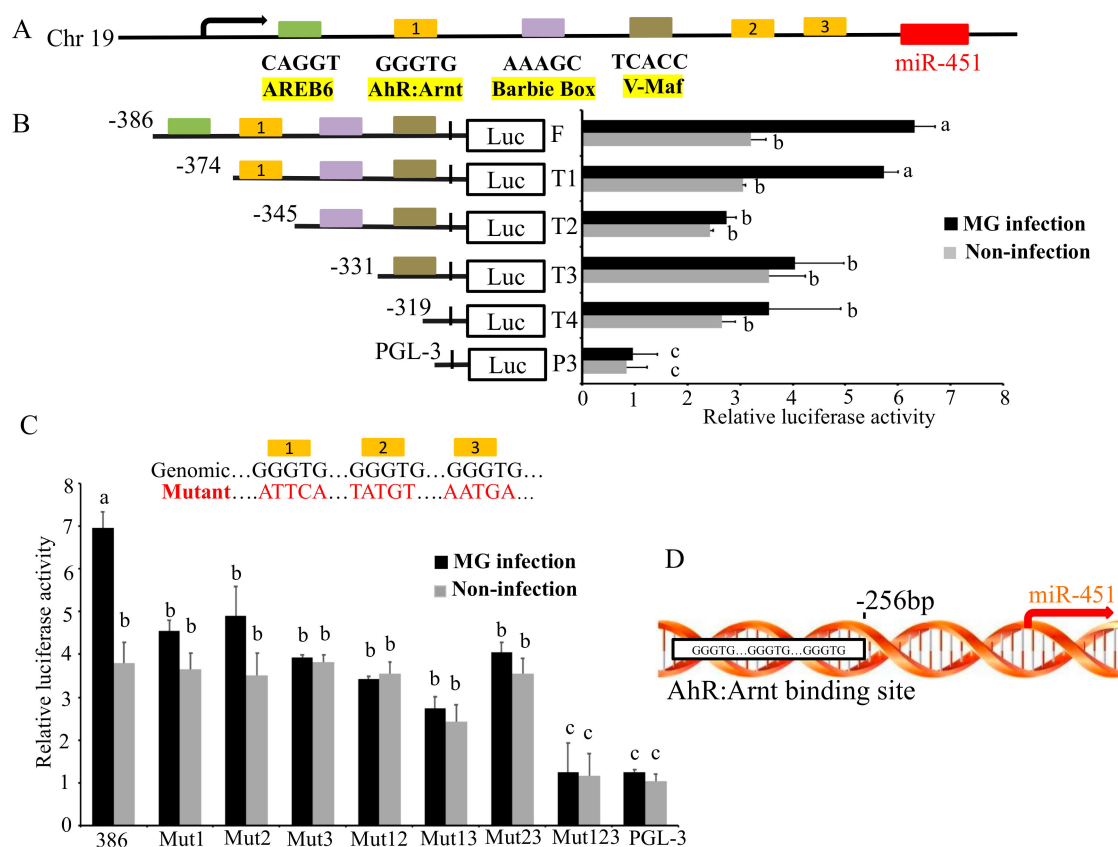 A
Chr 19
1
2
3
miR-451
CAGGT GGGTG AAAGC TCACC
AREB6 AhR:Arnt Barbie Box V-Maf
B
-386 1 Luc F
-374 1 Luc T1
-345 Luc T2
-331 Luc T3
-319 Luc T4
PGL-3 Luc P3
a
b
a
b
b
b
b
b
b
b
c
c
MG infection
Non-infection
0 1 2 3 4 5 6 7 8
Relative luciferase activity
C
1 2 3
Genomic…GGGTG…GGGTG…GGGTG…
Mutant….ATTCA…TATGT….AATGA…
MG infection
Non-infection
Relative luciferase activity
8
7
6
5
4
3
2
1
0
a b b b b b b b b b b b b b c c c c
386 Mut1 Mut2 Mut3 Mut12 Mut13 Mut23 Mut123 PGL-3
D
-256bp
miR-451
GGGTG…GGGTG…GGGTG
AhR:Arnt binding site